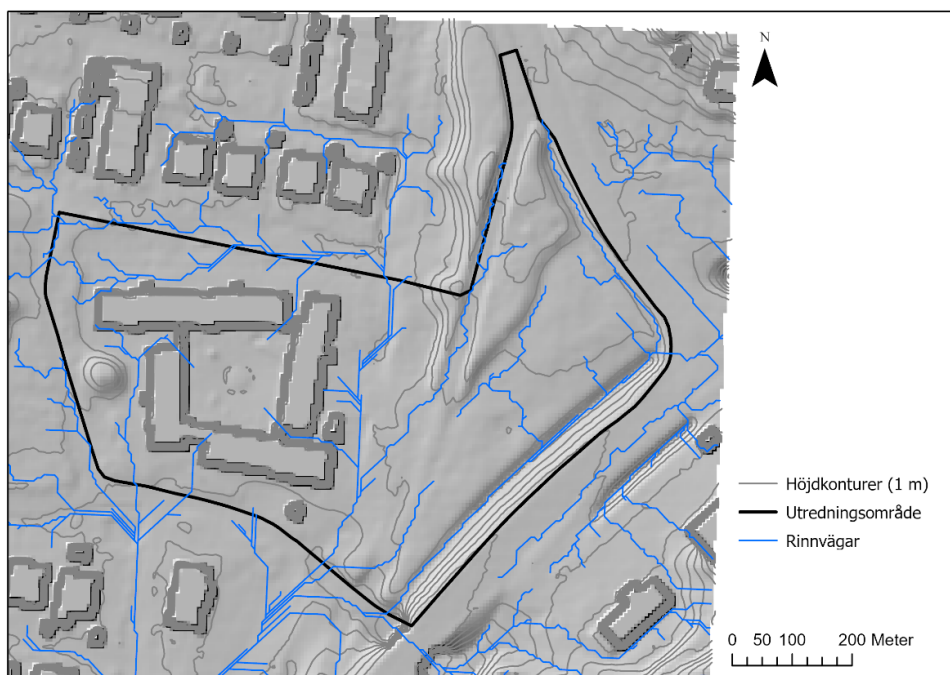 N
Höjdkonturer (1 m)
Utredningsområde
Rinnvägar
0 50 100 200 Meter